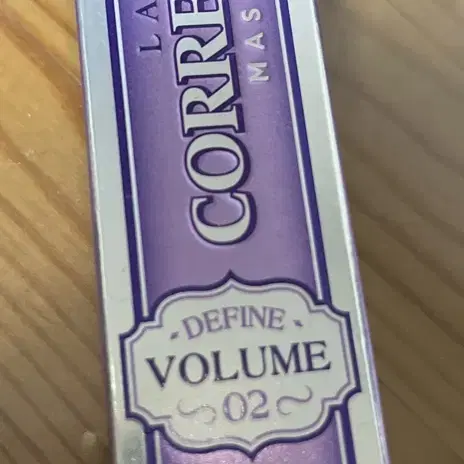 LA
CORRE
MAS
- DEFINE -
VOLUME
02